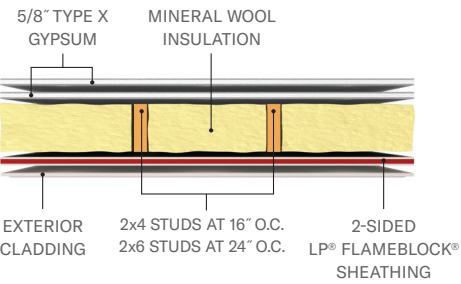 5/8″ TYPE X
GYPSUM
MINERAL WOOL
INSULATION
EXTERIOR
CLADDING
2x4 STUDS AT 16″ O.C.
2x6 STUDS AT 24″ O.C.
2-SIDED
LP® FLAMEBLOCK®
SHEATHING